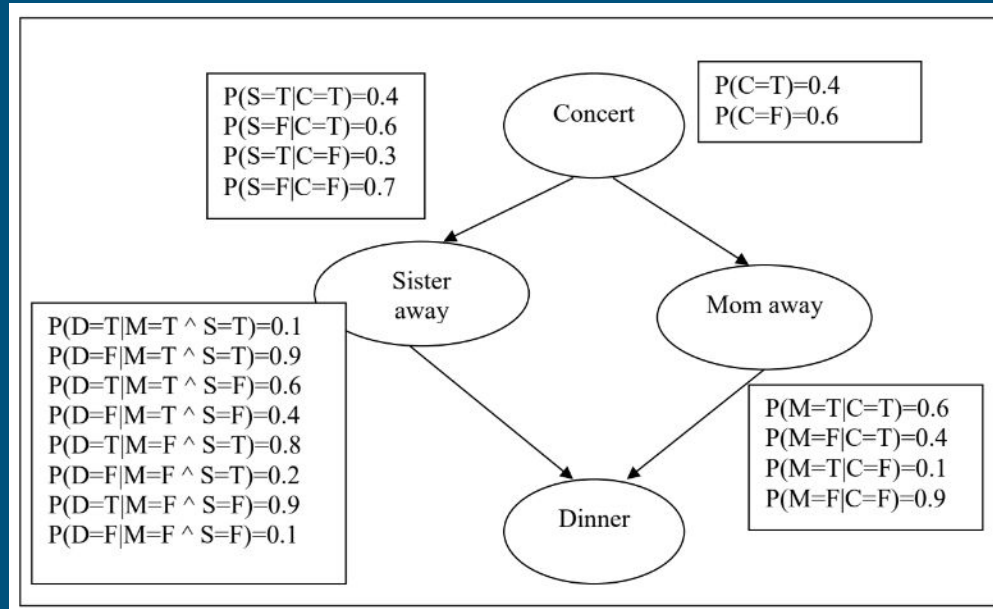 P(S=T|C=T)=0.4
P(S=F|C=T)=0.6
P(S=T|C=F)=0.3
P(S=F|C=F)=0.7
Concert
P(C=T)=0.4
P(C=F)=0.6
Sister
away
Mom away
P(D=T|M=T ^ S=T)=0.1
P(D=F|M=T ^ S=T)=0.9
P(D=T|M=T ^ S=F)=0.6
P(D=F|M=T ^ S=F)=0.4
P(D=T|M=F ^ S=T)=0.8
P(D=F|M=F ^ S=T)=0.2
P(D=T|M=F ^ S=F)=0.9
P(D=F|M=F ^ S=F)=0.1
P(M=T|C=T)=0.6
P(M=F|C=T)=0.4
P(M=T|C=F)=0.1
P(M=F|C=F)=0.9
Dinner